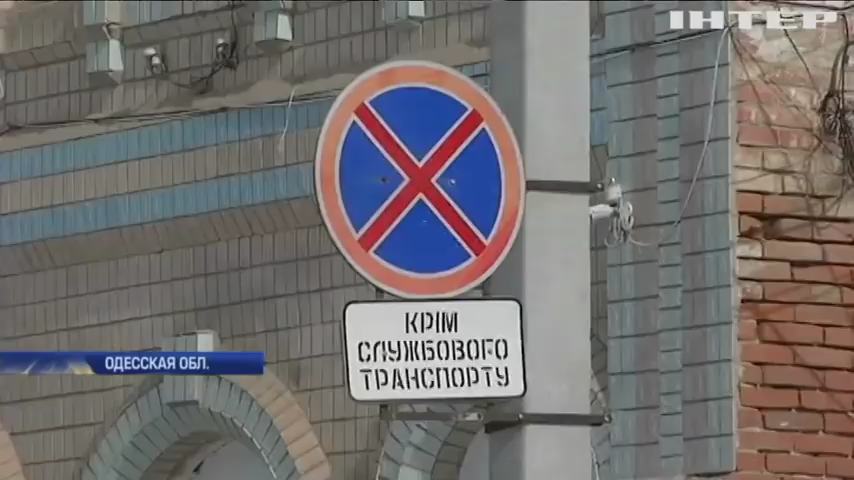 ІНТЕР
КРІМ
СЛУЖБОВОГО
ТРАНСПОРТУ
ОДЕССКАЯ ОБЛ.